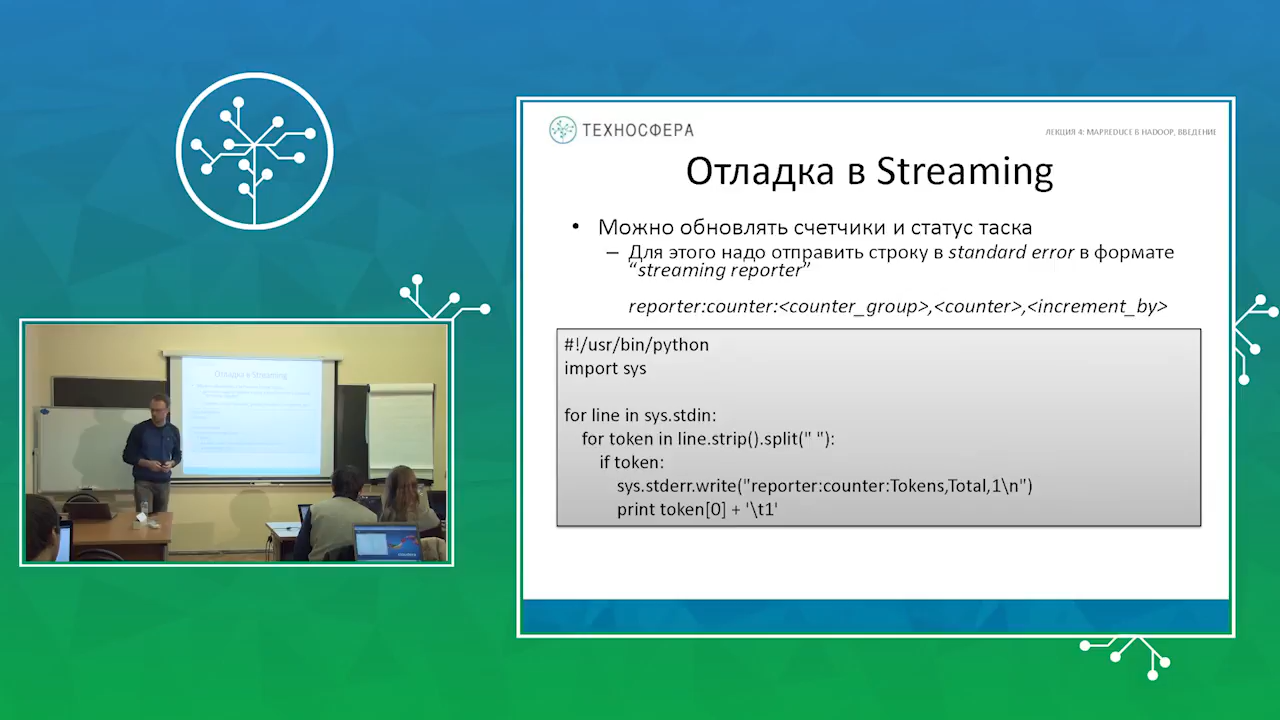 ТЕХНОСФЕРА
ЛЕКЦИЯ 4: MAPREDUCE В HADOOP, ВВЕДЕНИЕ
Отладка в Streaming
• Можно обновлять счетчики и статус таска
– Для этого надо отправить строку в standard error в формате
“streaming reporter”
reporter:counter:<counter_group>,<counter>,<increment_by>
#!/usr/bin/python
import sys
for line in sys.stdin:
for token in line.strip().split(" "):
if token:
sys.stderr.write("reporter:counter:Tokens,Total,1\n")
print token[0] + '\t1'
Отладка в Streaming